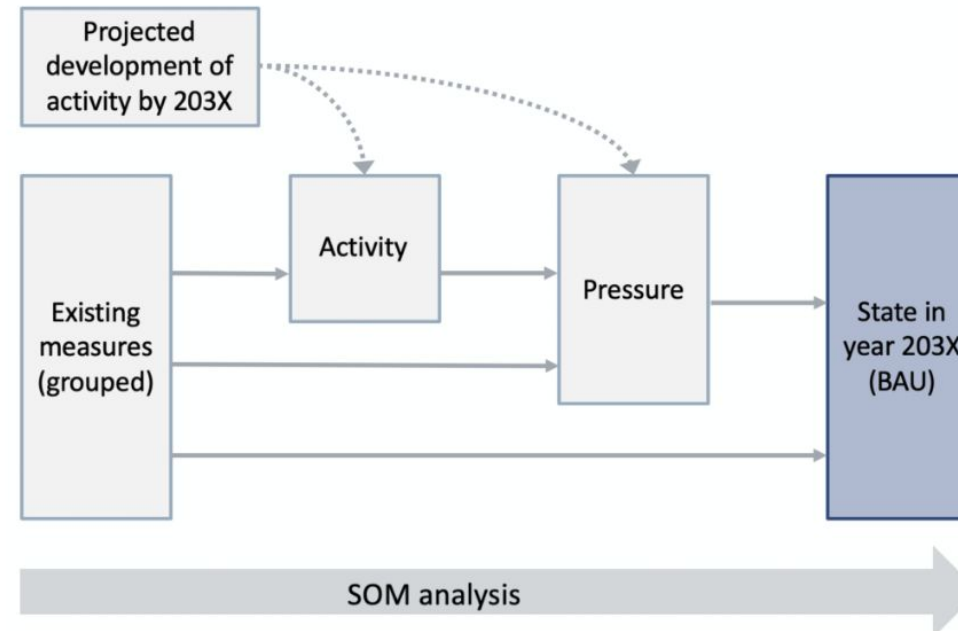 Projected
development of
activity by 203X
Activity
Pressure
Existing
measures
(grouped)
State in
year 203X
(BAU)
SOM analysis